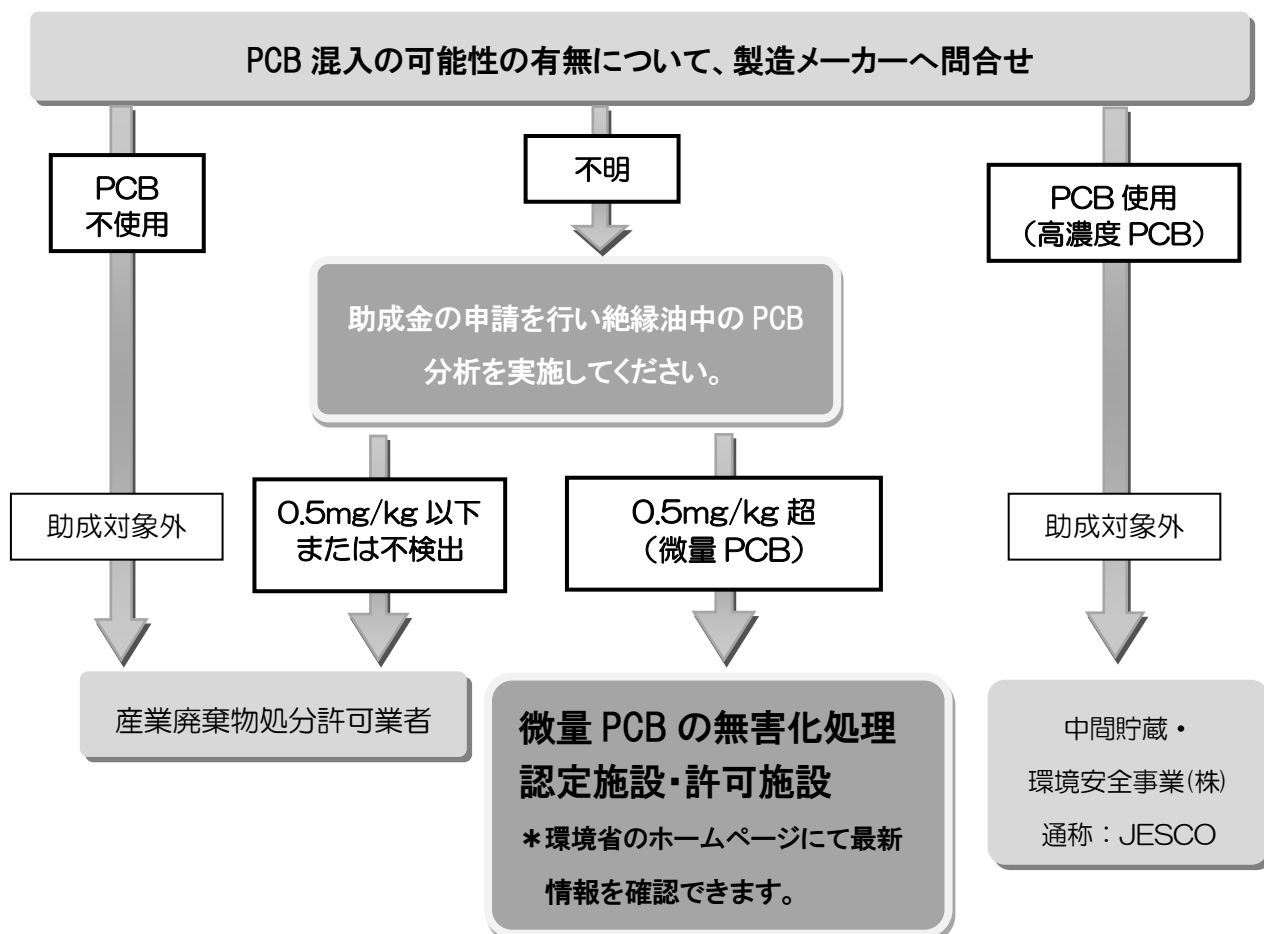 PCB 混入の可能性の有無について、製造メーカーへ問合せ
PCB
不使用
不明
PCB 使用
（高濃度 PCB）
助成金の申請を行い絶縁油中の PCB
分析を実施してください。
助成対象外
0.5mg/kg 以下
または不検出
0.5mg/kg 超
（微量 PCB）
助成対象外
産業廃棄物処分許可業者
微量 PCB の無害化処理
認定施設・許可施設
＊環境省のホームページにて最新
情報を確認できます。
中間貯蔵・
環境安全事業(株)
通称：JESCO